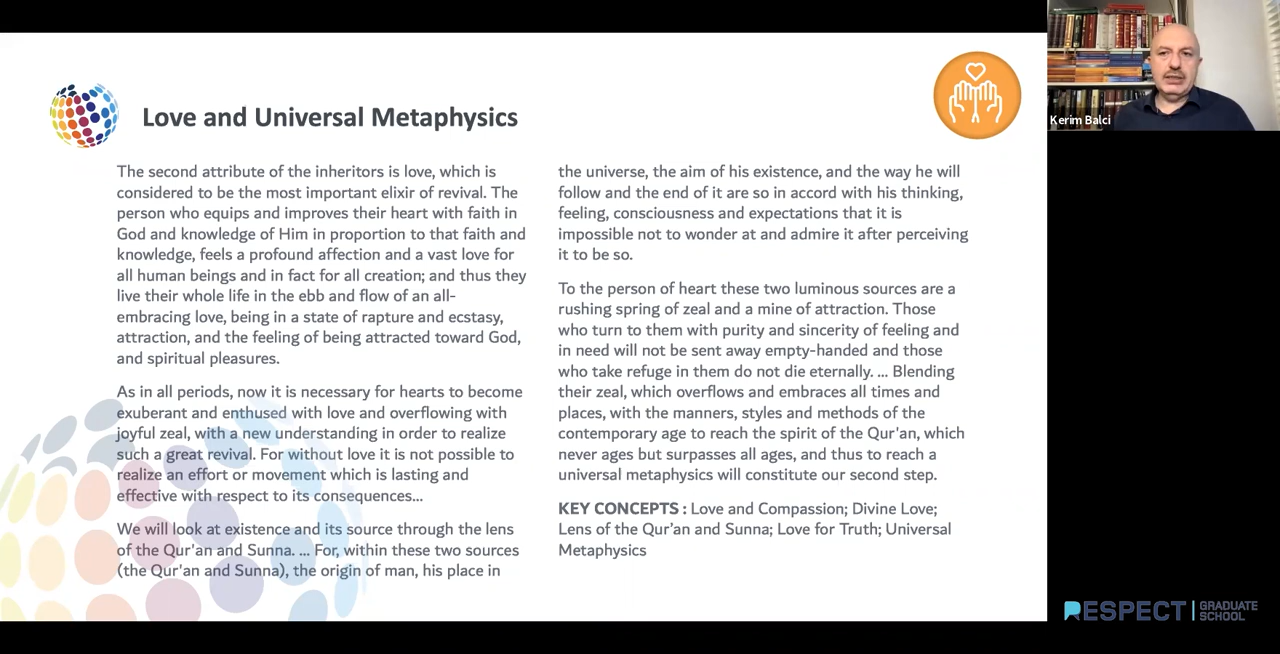 Love and Universal Metaphysics
The second attribute of the inheritors is love, which is
considered to be the most important elixir of revival. The
person who equips and improves their heart with faith in
God and knowledge of Him in proportion to that faith and
knowledge, feels a profound affection and a vast love for
all human beings and in fact for all creation; and thus they
live their whole life in the ebb and flow of an all-
embracing love, being in a state of rapture and ecstasy,
attraction, and the feeling of being attracted toward God,
and spiritual pleasures.
As in all periods, now it is necessary for hearts to become
exuberant and enthused with love and overflowing with
joyful zeal, with a new understanding in order to realize
such a great revival. For without love it is not possible to
realize an effort or movement which is lasting and
effective with respect to its consequences...
We will look at existence and its source through the lens
of the Qur'an and Sunna. ... For, within these two sources
(the Qur'an and Sunna), the origin of man, his place in
the universe, the aim of his existence, and the way he will
follow and the end of it are so in accord with his thinking,
feeling, consciousness and expectations that it is
impossible not to wonder at and admire it after perceiving
it to be so.
To the person of heart these two luminous sources are a
rushing spring of zeal and a mine of attraction. Those
who turn to them with purity and sincerity of feeling and
in need will not be sent away empty-handed and those
who take refuge in them do not die eternally. ... Blending
their zeal, which overflows and embraces all times and
places, with the manners, styles and methods of the
contemporary age to reach the spirit of the Qur'an, which
never ages but surpasses all ages, and thus to reach a
universal metaphysics will constitute our second step.
KEY CONCEPTS : Love and Compassion; Divine Love;
Lens of the Qur'an and Sunna; Love for Truth; Universal
Metaphysics
Kerim Balci
RESPECT GRADUATE
SCHOOL